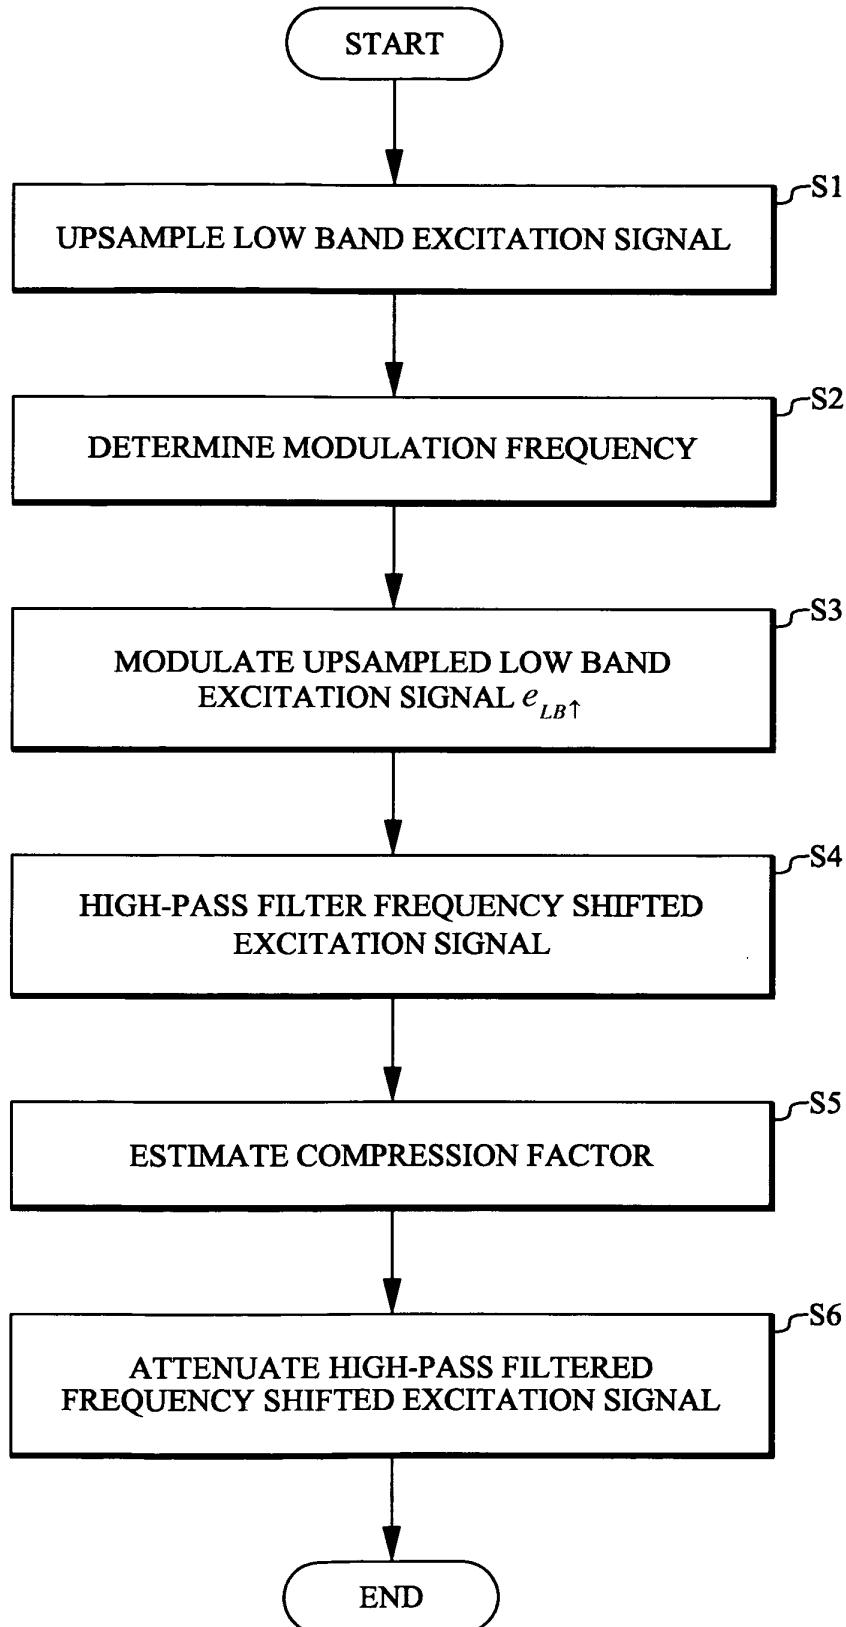 START
S1
UPSAMPLE LOW BAND EXCITATION SIGNAL
S2
DETERMINE MODULATION FREQUENCY
S3
MODULATE UPSAMPLED LOW BAND
EXCITATION SIGNAL e_{LB↑}
S4
HIGH-PASS FILTER FREQUENCY SHIFTED
EXCITATION SIGNAL
S5
ESTIMATE COMPRESSION FACTOR
S6
ATTENUATE HIGH-PASS FILTERED
FREQUENCY SHIFTED EXCITATION SIGNAL
END